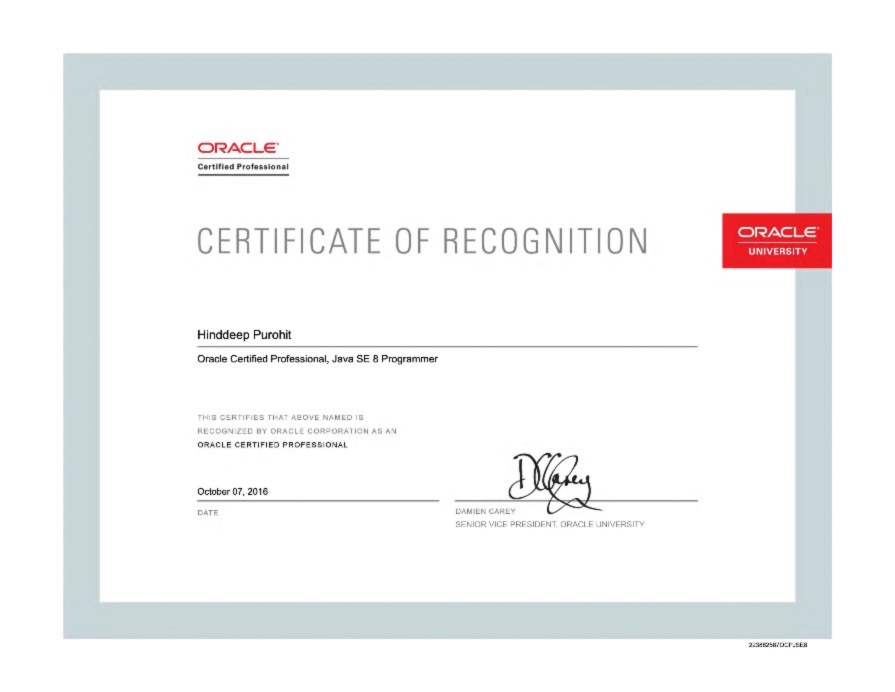 ORACLE
Certified Professional
CERTIFICATE OF RECOGNITION
ORACLE
UNIVERSITY
Hinddeep Purohit
Oracle Certified Professional, Java SE 8 Programmer
THIS CERTIFIES THAT ABOVE NAMED IS
RECOGNIZED BY ORACLE CORPORATION AS AN
ORACLE CERTIFIED PROFESSIONAL
DCarey
October 07, 2016
DATE
DAMIEN CAREY
SENIOR VICE PRESIDENT, ORACLE UNIVERSITY